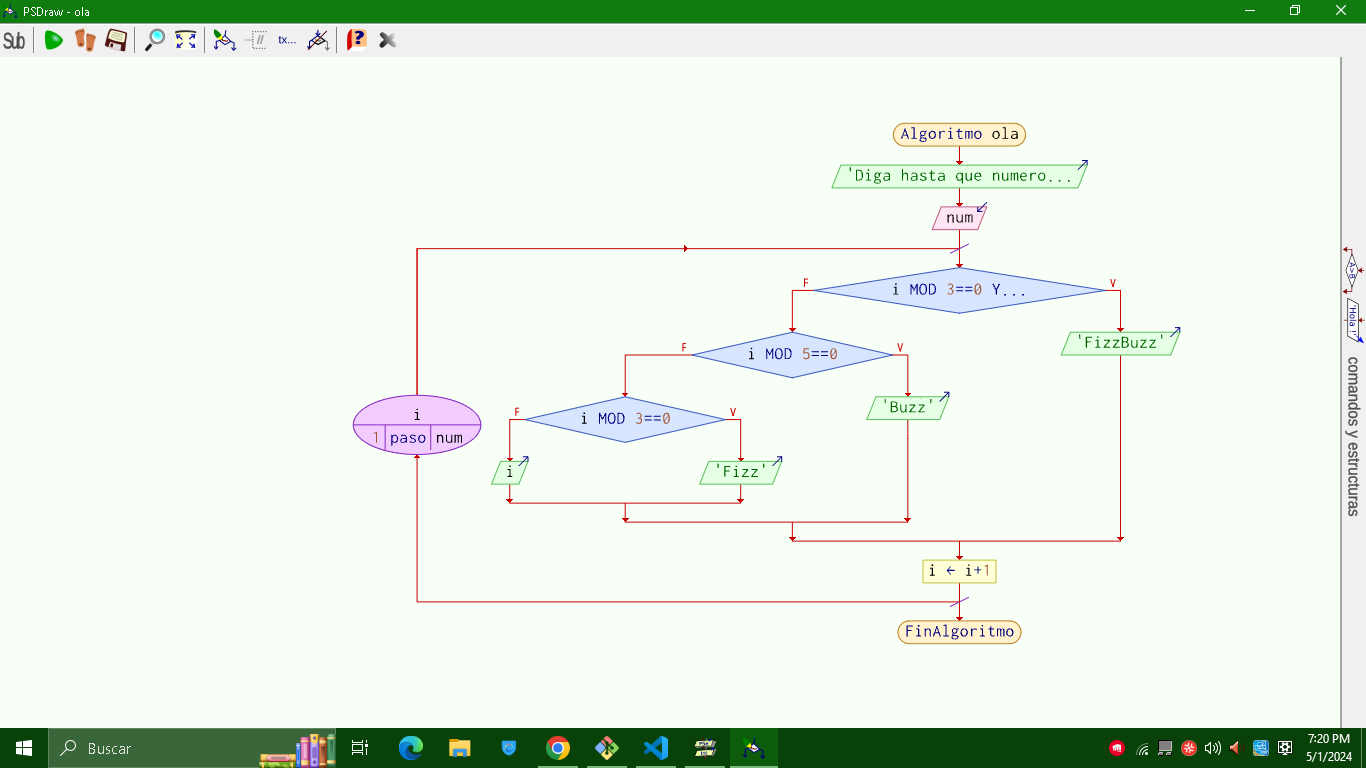 PSDraw - ola
Sub
tx...
?
Algoritmo ola
'Diga hasta que numero...
num
F
i MOD 3==0 Y...
V
'FizzBuzz'
F
i MOD 5==0
V
'Buzz'
F
i MOD 3==0
V
i
'Fizz'
i
1 paso num
i ← i+1
FinAlgoritmo
A>B
'Hola !'
comandos y estructuras
Buscar
7:20 PM
5/1/2024